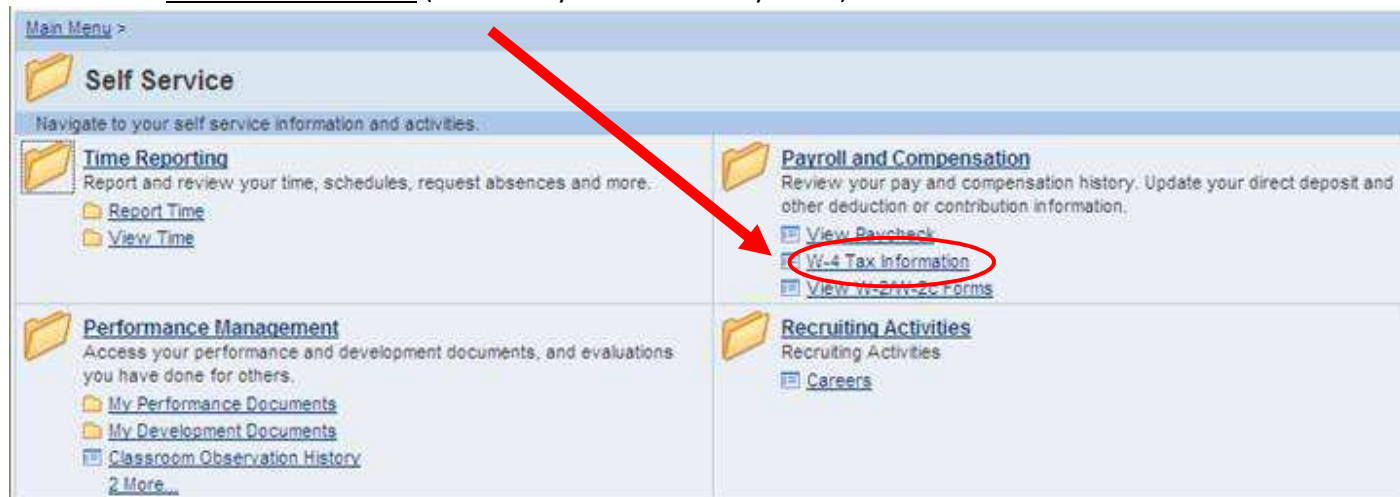 Main Menu >
Self Service
Navigate to your self service information and activities.
Time Reporting
Report and review your time, schedules, request absences and more.
Report Time
View Time
Payroll and Compensation
Review your pay and compensation history. Update your direct deposit and
other deduction or contribution information.
View Paycheck
W-4 Tax Information
View W-2/W-2c Forms
Performance Management
Access your performance and development documents, and evaluations
you have done for others.
My Performance Documents
My Development Documents
Classroom Observation History
2 More...
Recruiting Activities
Recruiting Activities
Careers